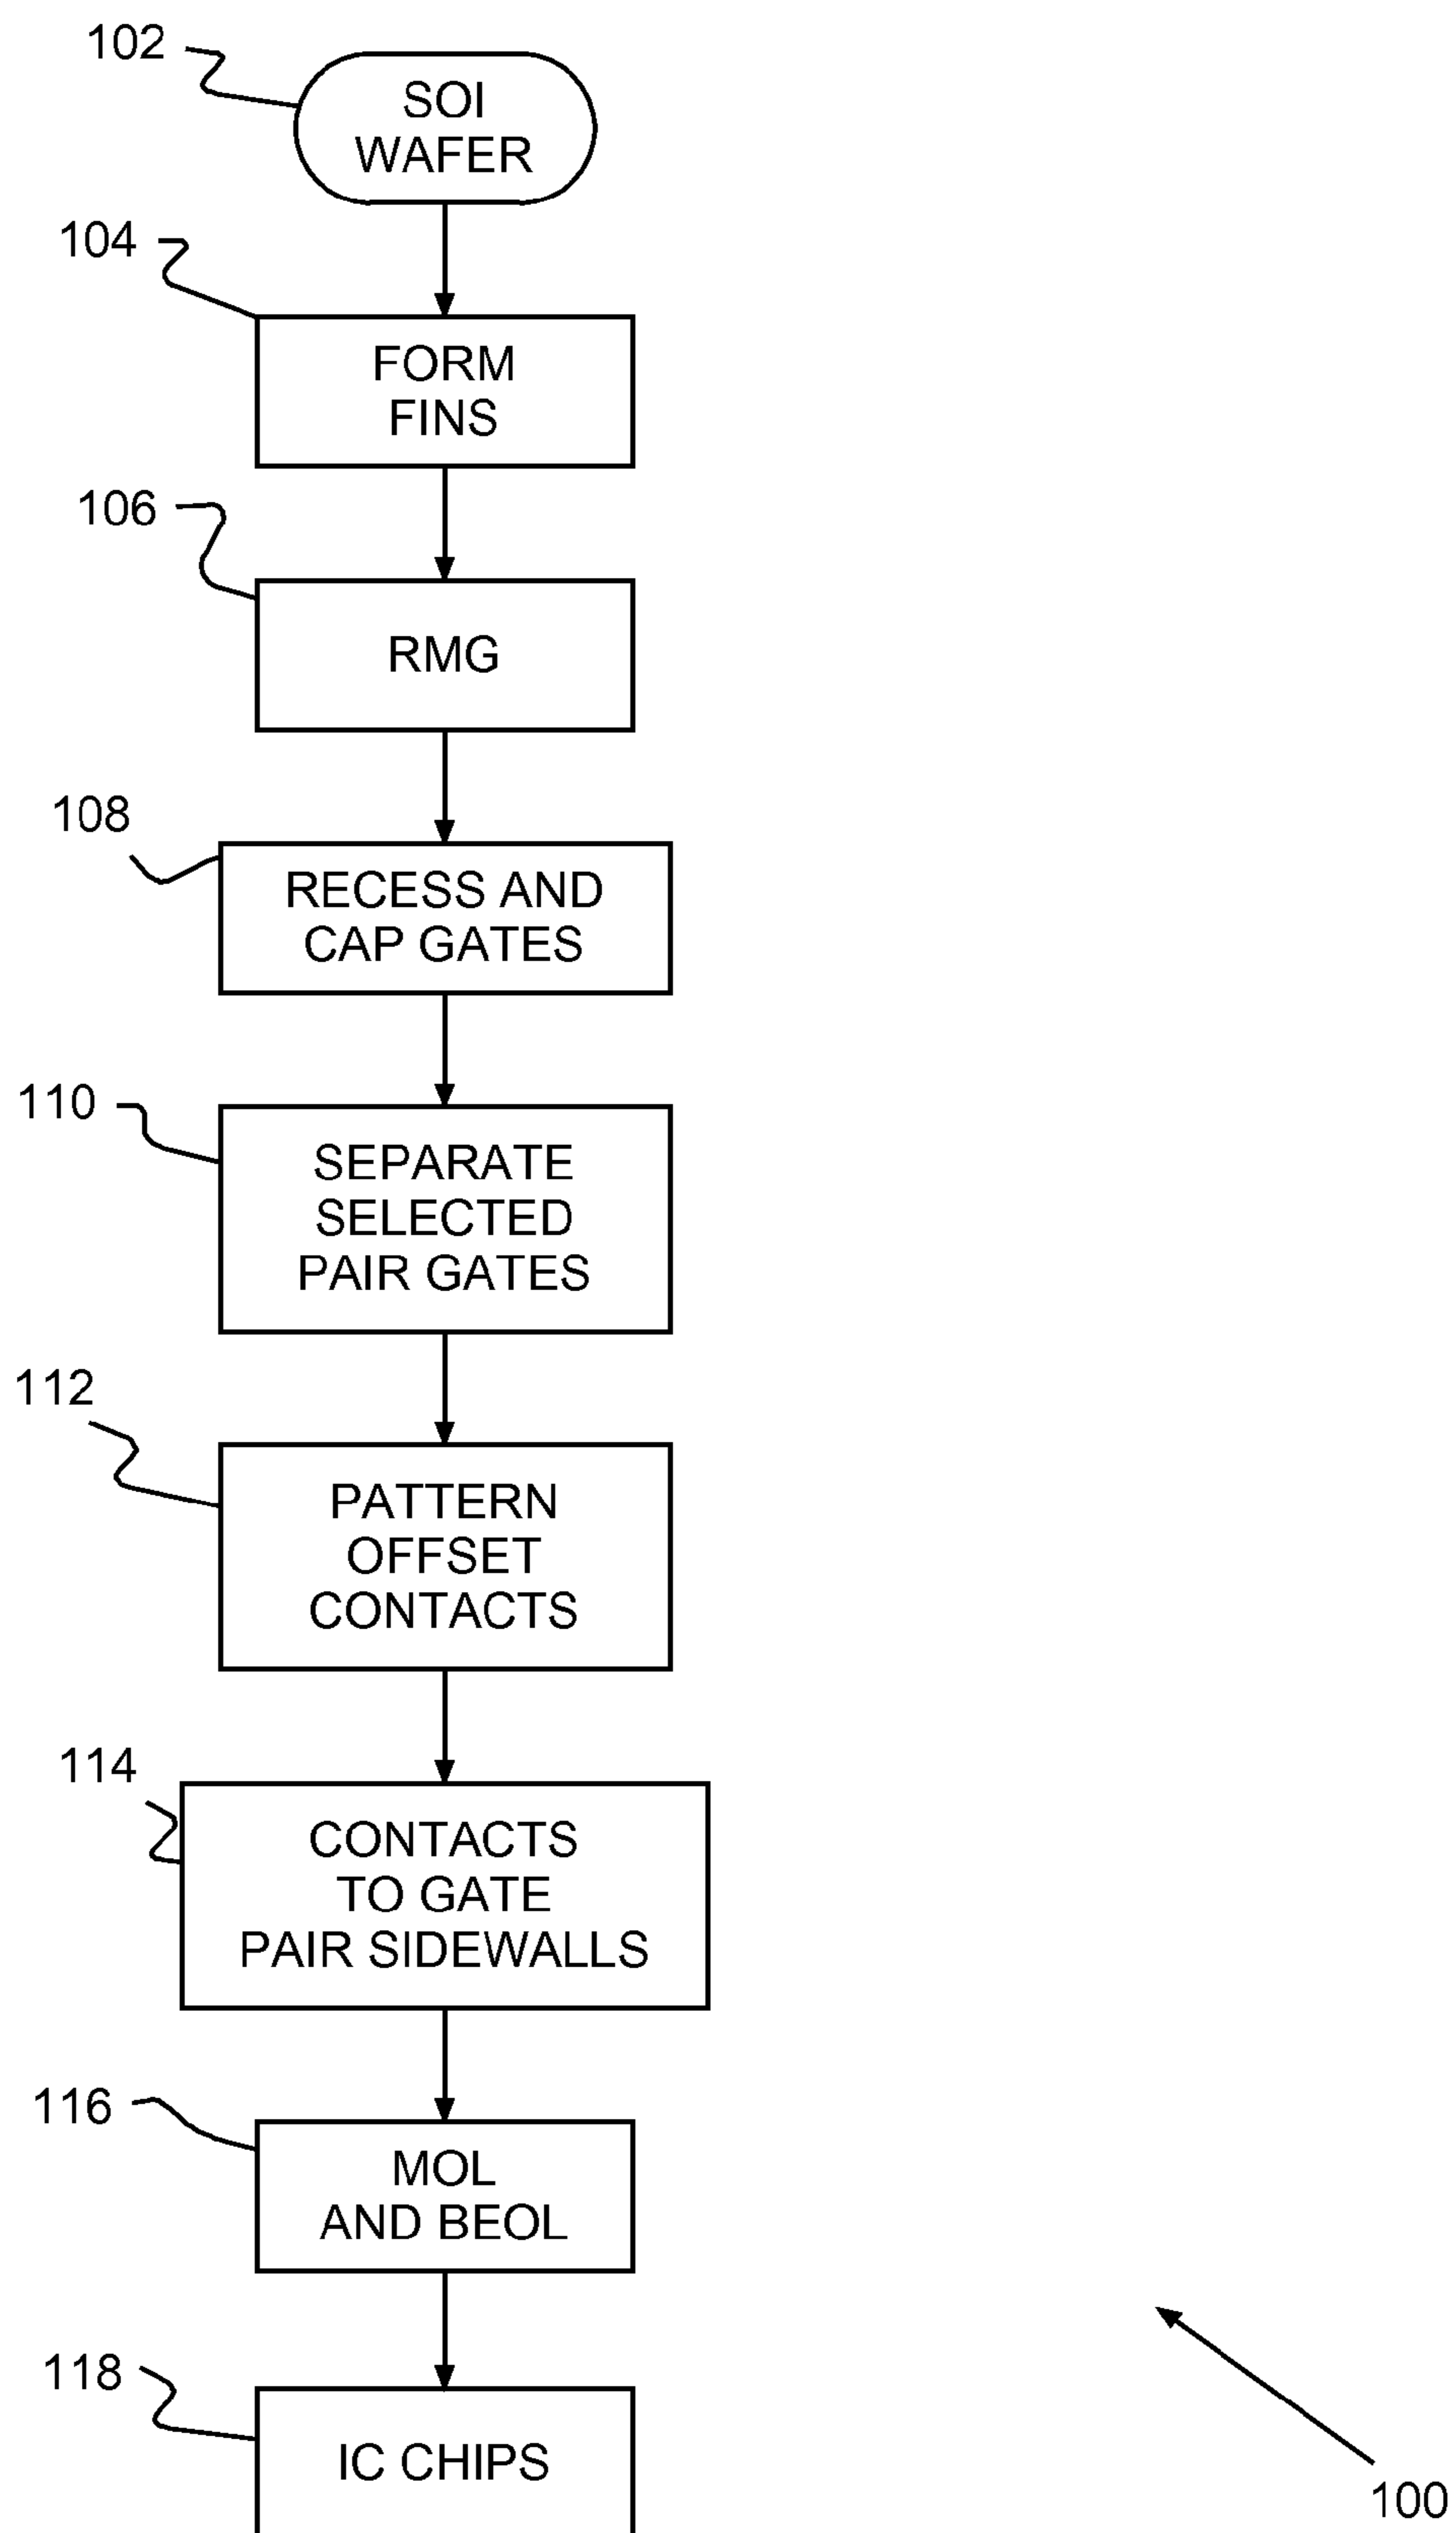 102
SOI
WAFER
104
FORM
FINS
106
RMG
108
RECESS AND
CAP GATES
110
SEPARATE
SELECTED
PAIR GATES
112
PATTERN
OFFSET
CONTACTS
114
CONTACTS
TO GATE
PAIR SIDEWALLS
116
MOL
AND BEOL
118
IC CHIPS
100